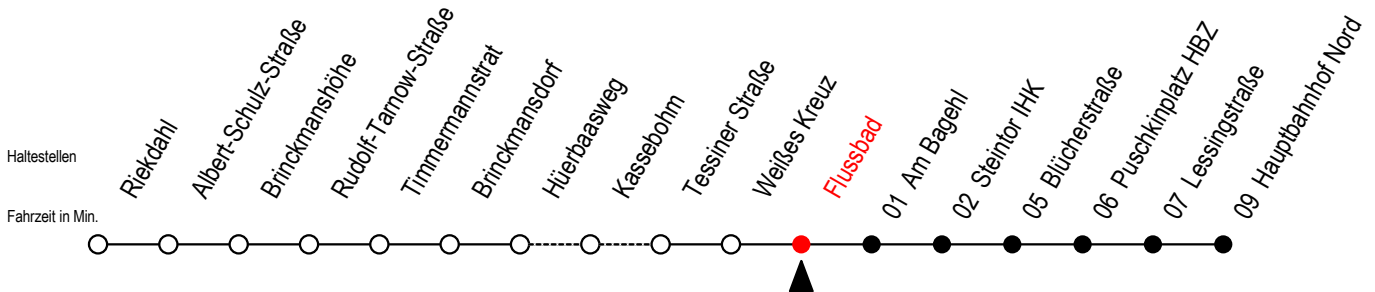 Haltestellen
Fahrzeit in Min.
Riekdahl
Albert-Schulz-Straße
Brinckmanshöhe
Rudolf-Tarnow-Straße
Timmermannstrat
Brinckmansdorf
Hüerbaasweg
Kassebohm
Tessiner Straße
Weißes Kreuz
Flussbad
01 Am Bagehl
02 Steintor IHK
05 Blücherstraße
06 Puschkinplatz HBZ
07 Lessingstraße
09 Hauptbahnhof Nord